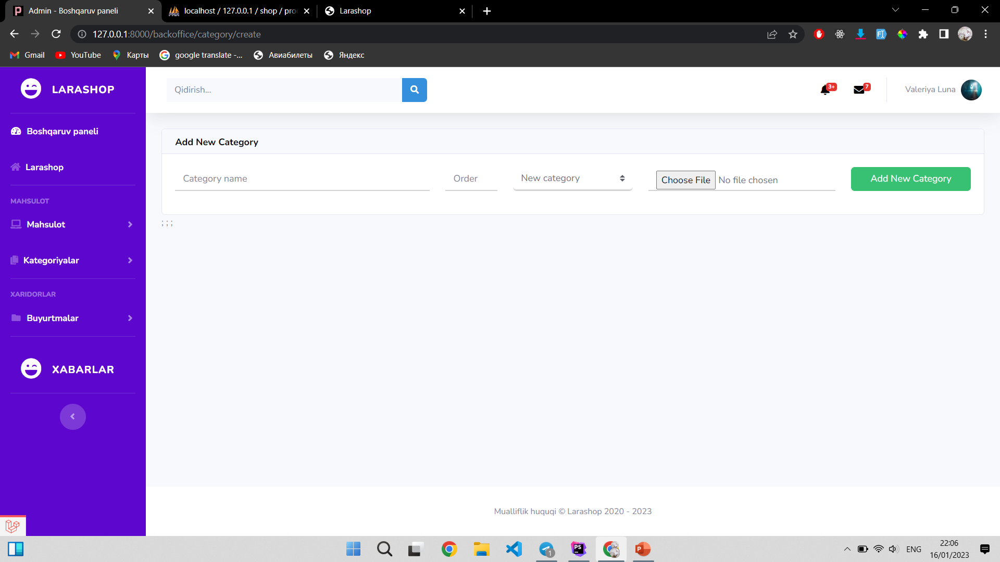 Admin - Boshqaruv paneli
localhost / 127.0.0.1 / shop / pro
Larashop
127.0.0.1:8000/backoffice/category/create
Gmail
YouTube
Карты
google translate -...
Авиабилеты
Яндекс
LARASHOP
Qidirish...
3+
7
Valeriya Luna
Boshqaruv paneli
Larashop
MAHSULOT
Mahsulot
Kategoriyalar
XARIDORLAR
Buyurtmalar
XABARLAR
Add New Category
Category name
Order
New category
Choose File No file chosen
Add New Category
; ; ;
Mualliflik huquqi © Larashop 2020 - 2023
1
PS
P
ENG
22:06
16/01/2023